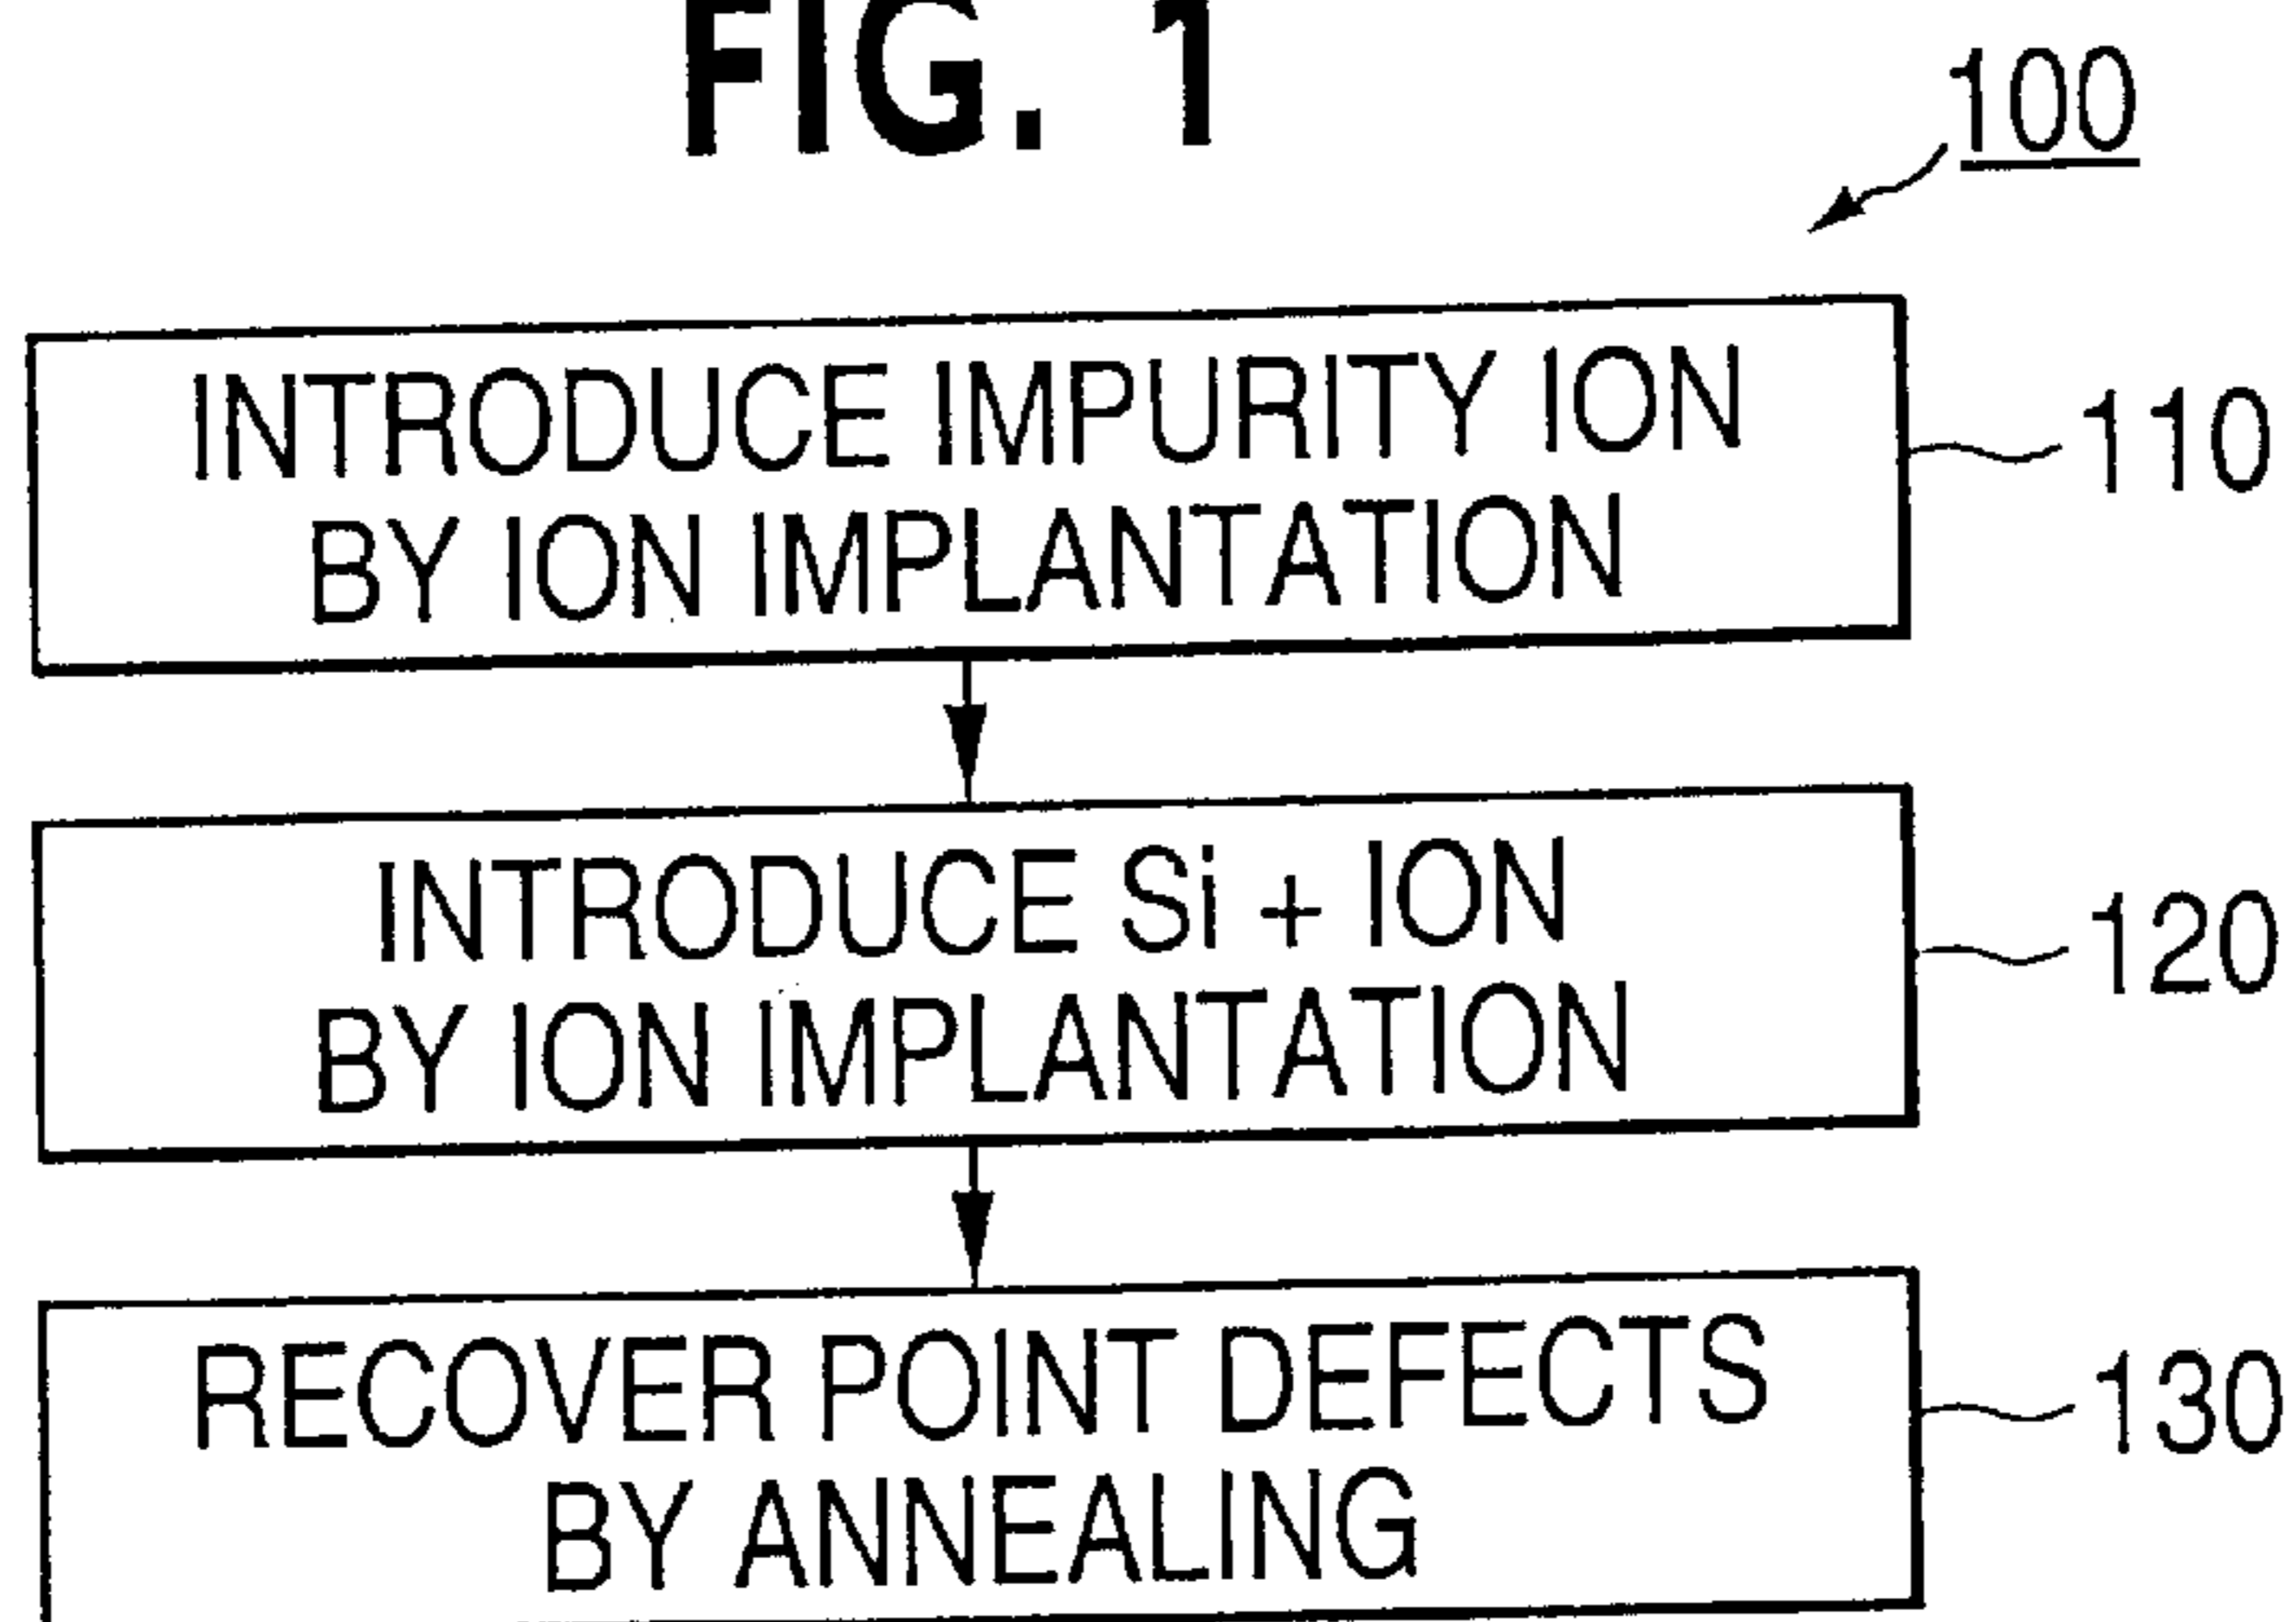 FIG. 1
100
INTRODUCE IMPURITY ION
BY ION IMPLANTATION
110
INTRODUCE Si + ION
BY ION IMPLANTATION
120
RECOVER POINT DEFECTS
BY ANNEALING
130